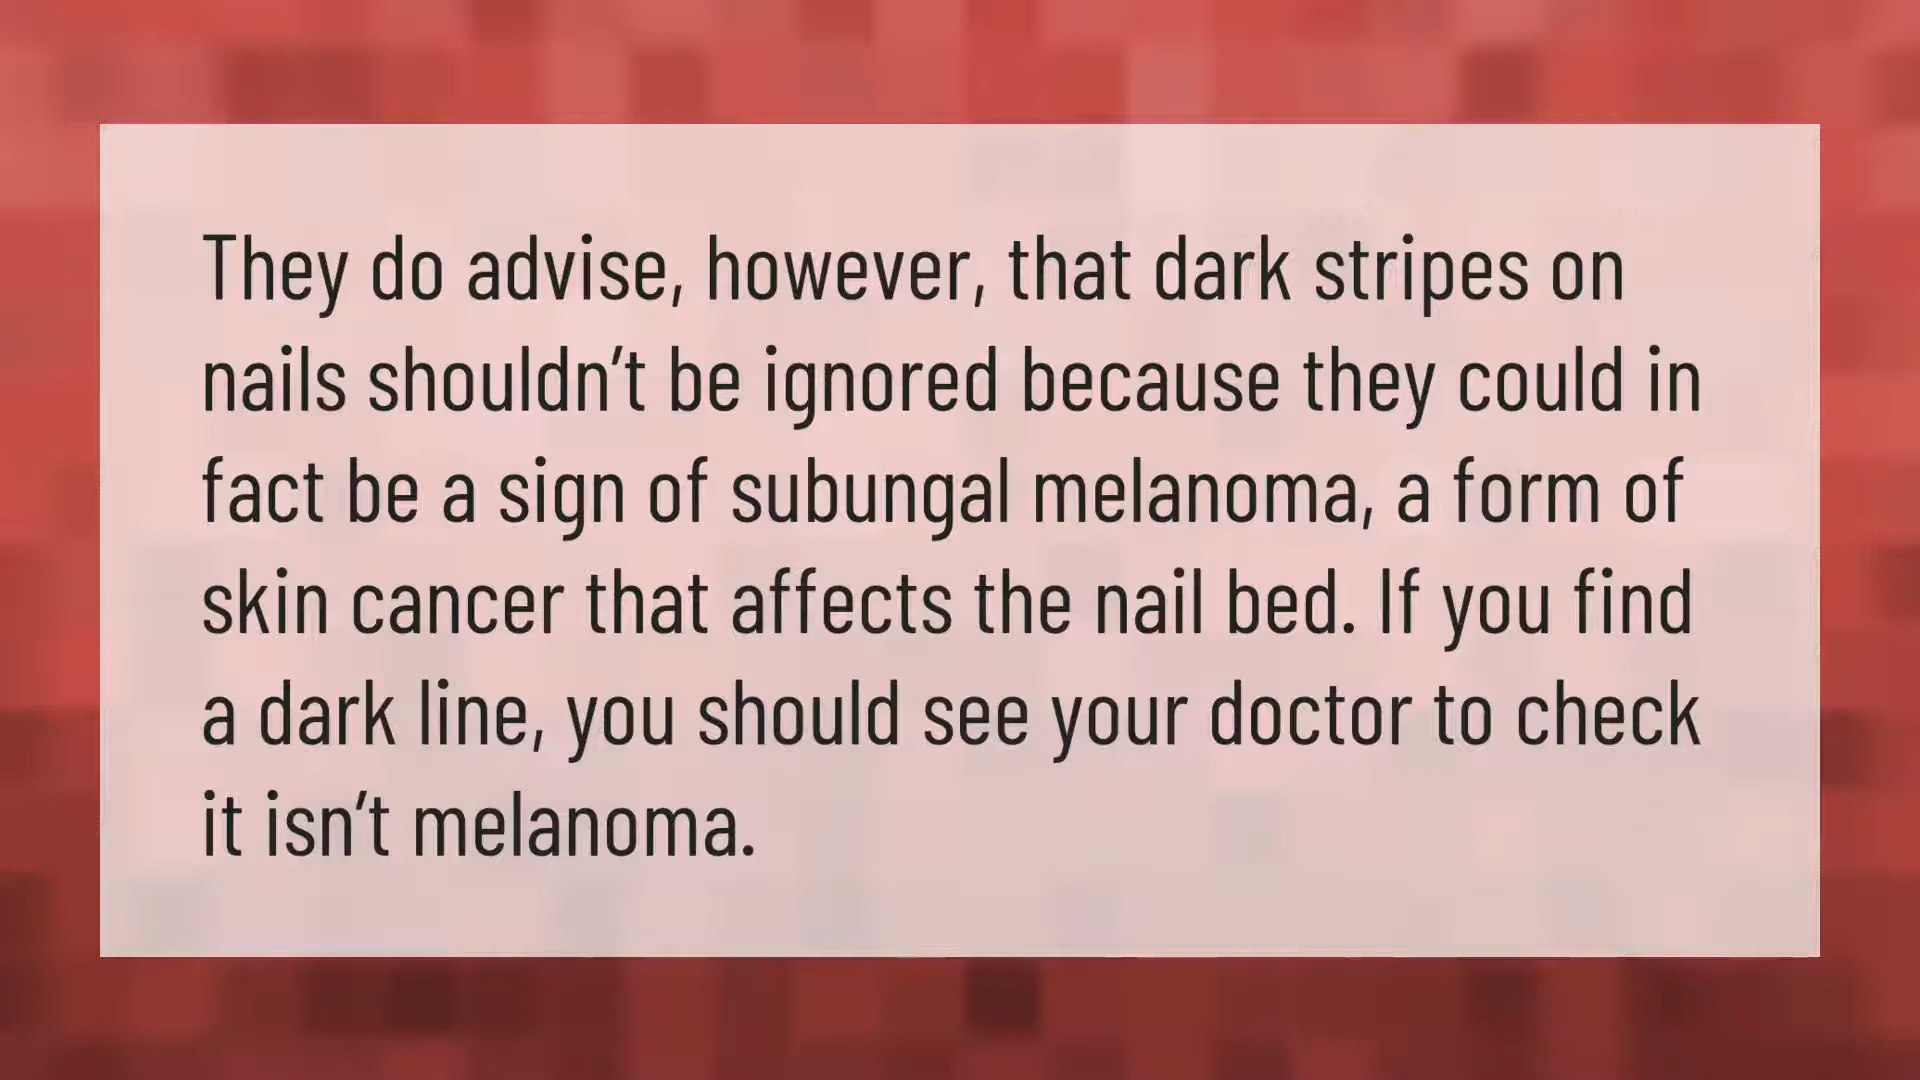 They do advise, however, that dark stripes on
nails shouldn’t be ignored because they could in
fact be a sign of subungal melanoma, a form of
skin cancer that affects the nail bed. If you find
a dark line, you should see your doctor to check
it isn’t melanoma.